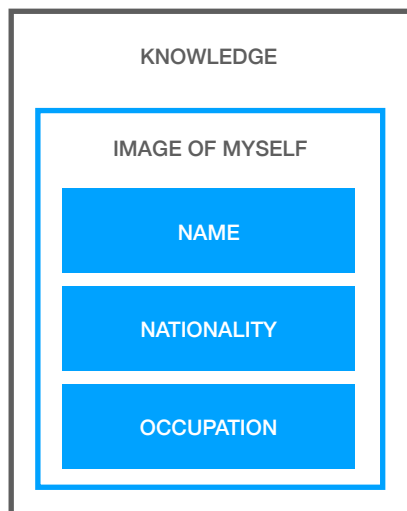 KNOWLEDGE
IMAGE OF MYSELF
NAME
NATIONALITY
OCCUPATION